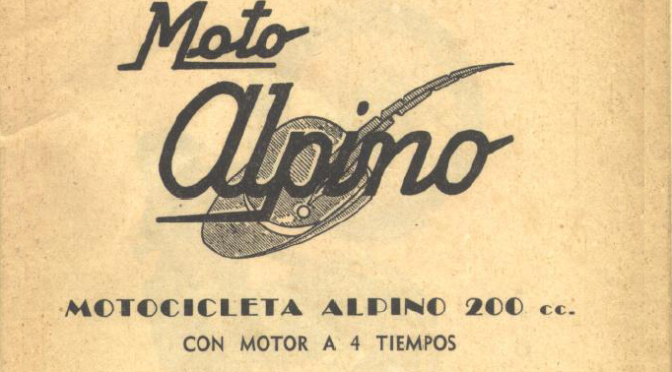 Moto
Alpino
MOTOCICLETA ALPINO 200 cc.
CON MOTOR A 4 TIEMPOS